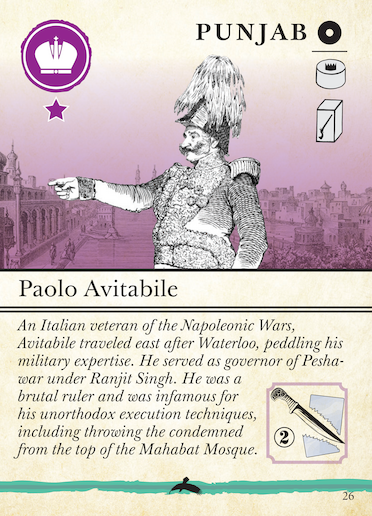 PUNJAB
Paolo Avitabile
An Italian veteran of the Napoleonic Wars,
Avitabile traveled east after Waterloo, peddling his
military expertise. He served as governor of Pesha-
war under Ranjit Singh. He was a
brutal ruler and was infamous for
his unorthodox execution techniques,
including throwing the condemned
from the top of the Mahabat Mosque.
2
26